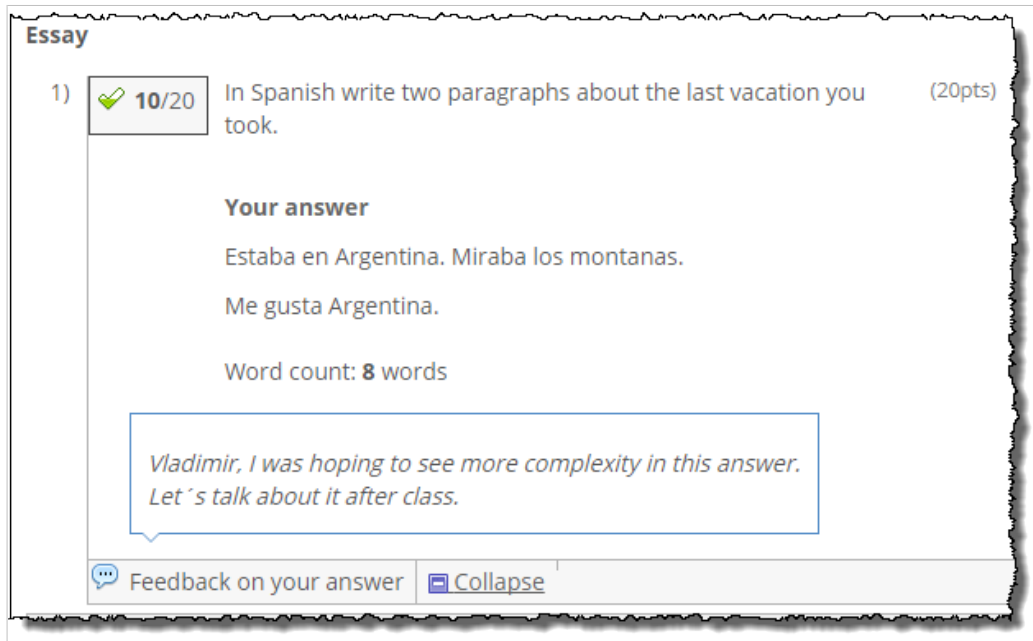 Essay
1) 10/20 In Spanish write two paragraphs about the last vacation you (20pts)
took.
Your answer
Estaba en Argentina. Miraba los montanas.
Me gusta Argentina.
Word count: 8 words
Vladimir, I was hoping to see more complexity in this answer.
Let´s talk about it after class.
Feedback on your answer Collapse